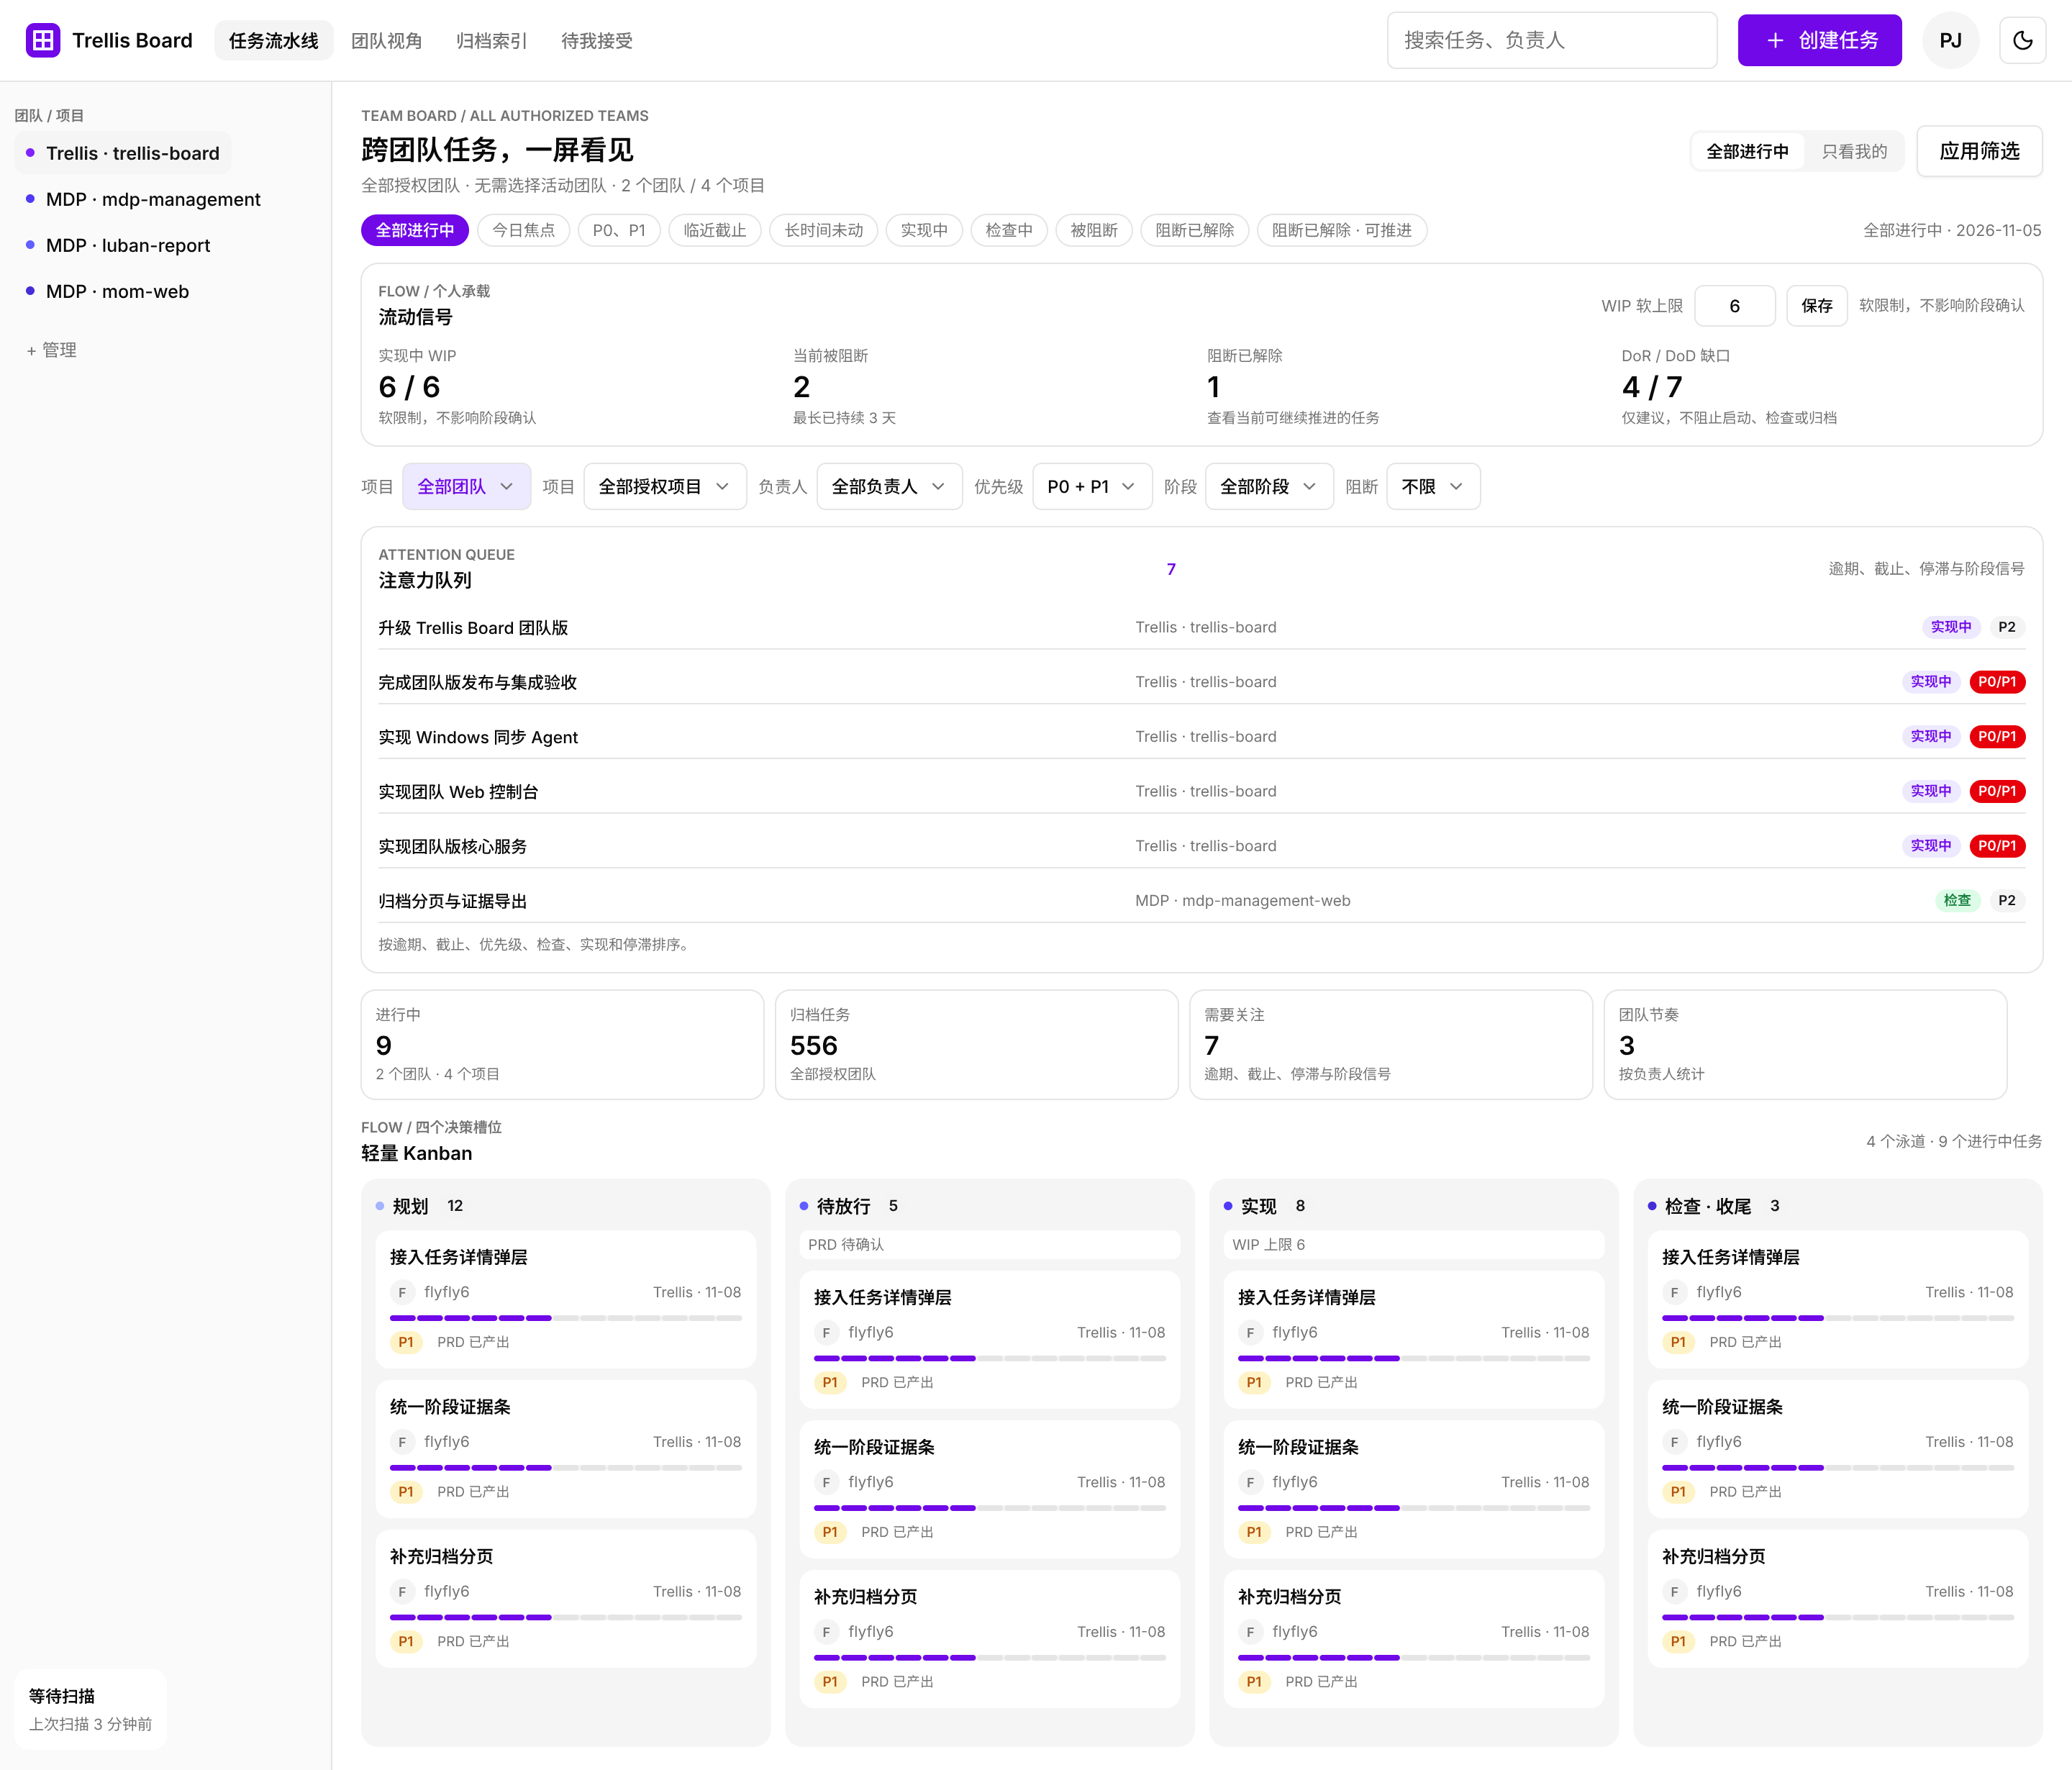 Trellis Board 任务流水线 团队视角 归档索引 待我接受 搜索任务、负责人 + 创建任务 PJ
团队 / 项目
Trellis · trellis-board
MDP · mdp-management
MDP · luban-report
MDP · mom-web
+ 管理
等待扫描
上次扫描 3 分钟前
TEAM BOARD / ALL AUTHORIZED TEAMS
跨团队任务，一屏看见
全部授权团队 · 无需选择活动团队 · 2 个团队 / 4 个项目
全部进行中 只看我的 应用筛选
全部进行中 今日焦点 P0、P1 临近截止 长时间未动 实现中 检查中 被阻断 阻断已解除 阻断已解除 · 可推进 全部进行中 · 2026-11-05
FLOW / 个人承载
流动信号
WIP 软上限 6 保存 软限制，不影响阶段确认
实现中 WIP
6 / 6
软限制，不影响阶段确认
当前被阻断
2
最长已持续 3 天
阻断已解除
1
查看当前可继续推进的任务
DoR / DoD 缺口
4 / 7
仅建议，不阻止启动、检查或归档
项目 全部团队 项目 全部授权项目 负责人 全部负责人 优先级 P0 + P1 阶段 全部阶段 阻断 不限
ATTENTION QUEUE
注意力队列
7
逾期、截止、停滞与阶段信号
升级 Trellis Board 团队版 Trellis · trellis-board 实现中 P2
完成团队版发布与集成验收 Trellis · trellis-board 实现中 P0/P1
实现 Windows 同步 Agent Trellis · trellis-board 实现中 P0/P1
实现团队 Web 控制台 Trellis · trellis-board 实现中 P0/P1
实现团队版核心服务 Trellis · trellis-board 实现中 P0/P1
归档分页与证据导出 MDP · mdp-management-web 检查 P2
按逾期、截止、优先级、检查、实现和停滞排序。
进行中
9
2 个团队 · 4 个项目
归档任务
556
全部授权团队
需要关注
7
逾期、截止、停滞与阶段信号
团队节奏
3
按负责人统计
FLOW / 四个决策槽位
轻量 Kanban
4 个泳道 · 9 个进行中任务
规划 12
接入任务详情弹层
F flyfly6 Trellis · 11-08
P1 PRD 已产出
统一阶段证据条
F flyfly6 Trellis · 11-08
P1 PRD 已产出
补充归档分页
F flyfly6 Trellis · 11-08
P1 PRD 已产出
待放行 5
PRD 待确认
接入任务详情弹层
F flyfly6 Trellis · 11-08
P1 PRD 已产出
统一阶段证据条
F flyfly6 Trellis · 11-08
P1 PRD 已产出
补充归档分页
F flyfly6 Trellis · 11-08
P1 PRD 已产出
实现 8
WIP 上限 6
接入任务详情弹层
F flyfly6 Trellis · 11-08
P1 PRD 已产出
统一阶段证据条
F flyfly6 Trellis · 11-08
P1 PRD 已产出
补充归档分页
F flyfly6 Trellis · 11-08
P1 PRD 已产出
检查 · 收尾 3
接入任务详情弹层
F flyfly6 Trellis · 11-08
P1 PRD 已产出
统一阶段证据条
F flyfly6 Trellis · 11-08
P1 PRD 已产出
补充归档分页
F flyfly6 Trellis · 11-08
P1 PRD 已产出